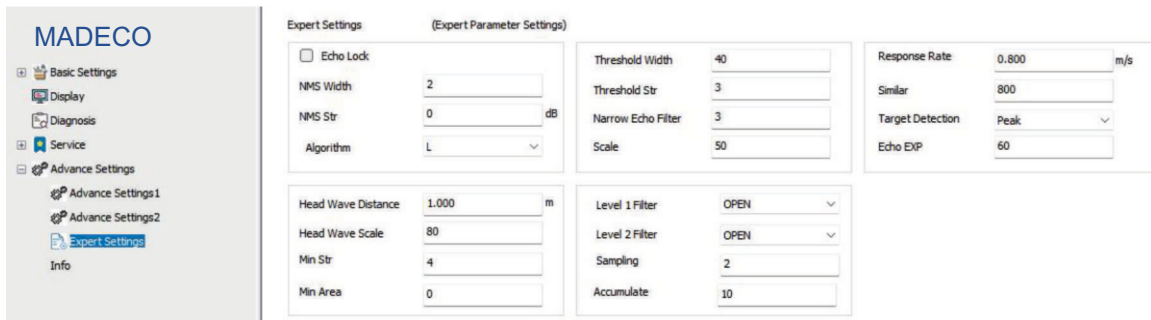 MADECO
Basic Settings
Display
Diagnosis
Service
Advance Settings
Advance Settings1
Advance Settings2
Expert Settings
Info
Expert Settings (Expert Parameter Settings)
Echo Lock
NMS Width 2
NMS Str 0 dB
Algorithm L
Threshold Width 40
Threshold Str 3
Narrow Echo Filter 3
Scale 50
Response Rate 0.800 m/s
Similar 800
Target Detection Peak
Echo EXP 60
Head Wave Distance 1.000 m
Head Wave Scale 80
Min Str 4
Min Area 0
Level 1 Filter OPEN
Level 2 Filter OPEN
Sampling 2
Accumulate 10